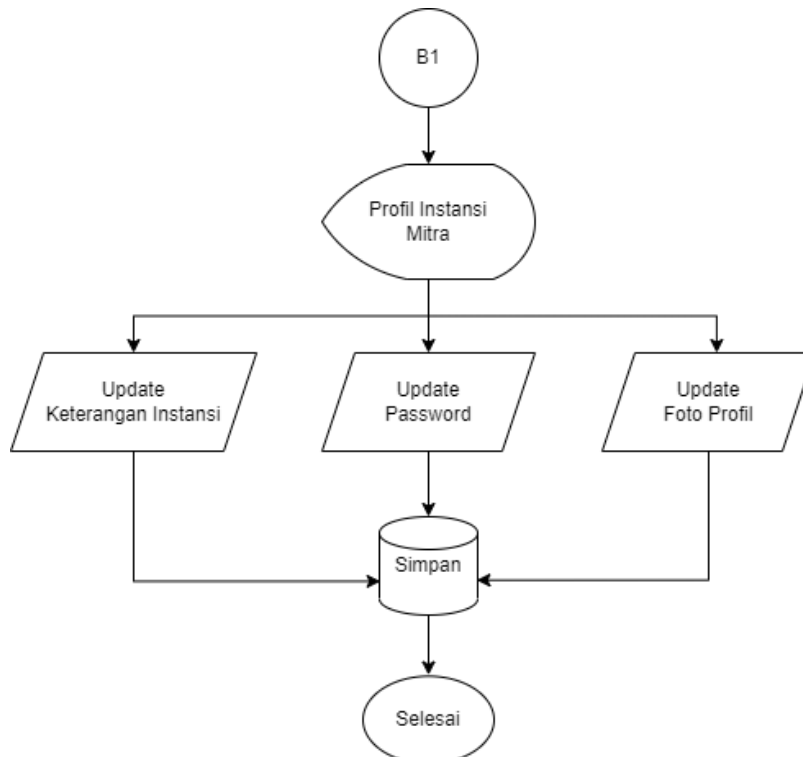 B1
Profil Instansi
Mitra
Update
Keterangan Instansi
Update
Password
Update
Foto Profil
Simpan
Selesai